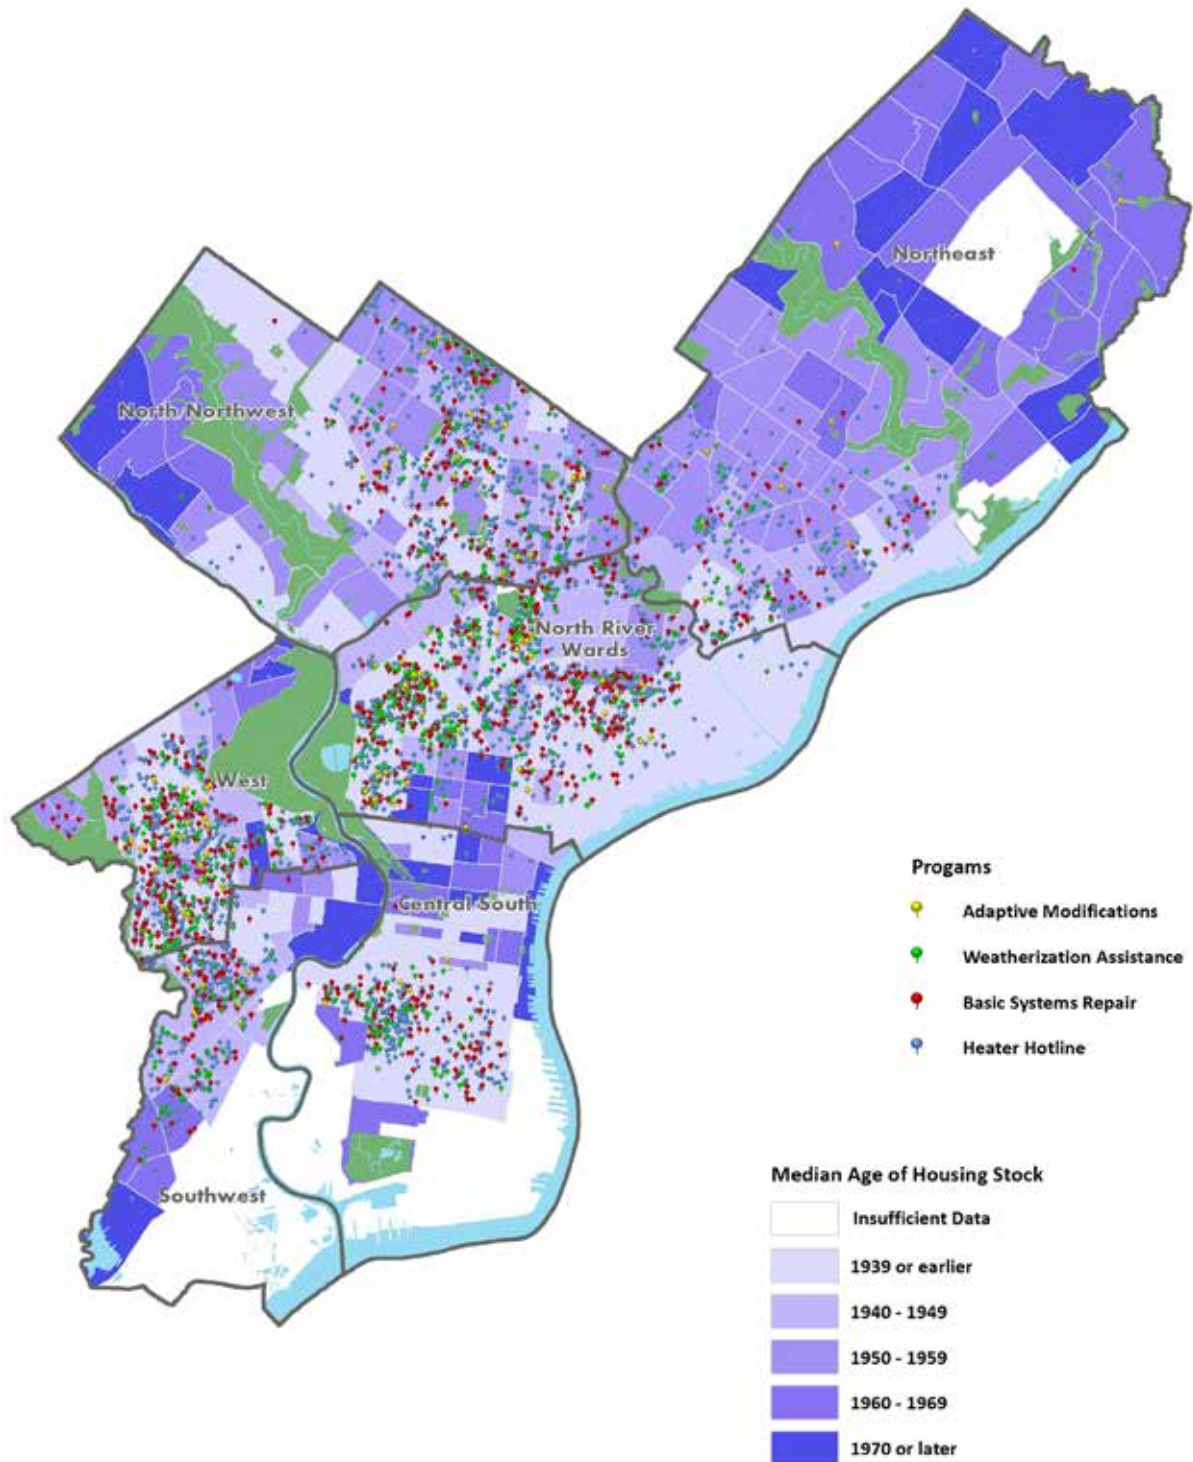 Northeast
North Northwest
North River
Wards
West
Central South
Southwest
Progams
Adaptive Modifications
Weatherization Assistance
Basic Systems Repair
Heater Hotline
Median Age of Housing Stock
Insufficient Data
1939 or earlier
1940 - 1949
1950 - 1959
1960 - 1969
1970 or later